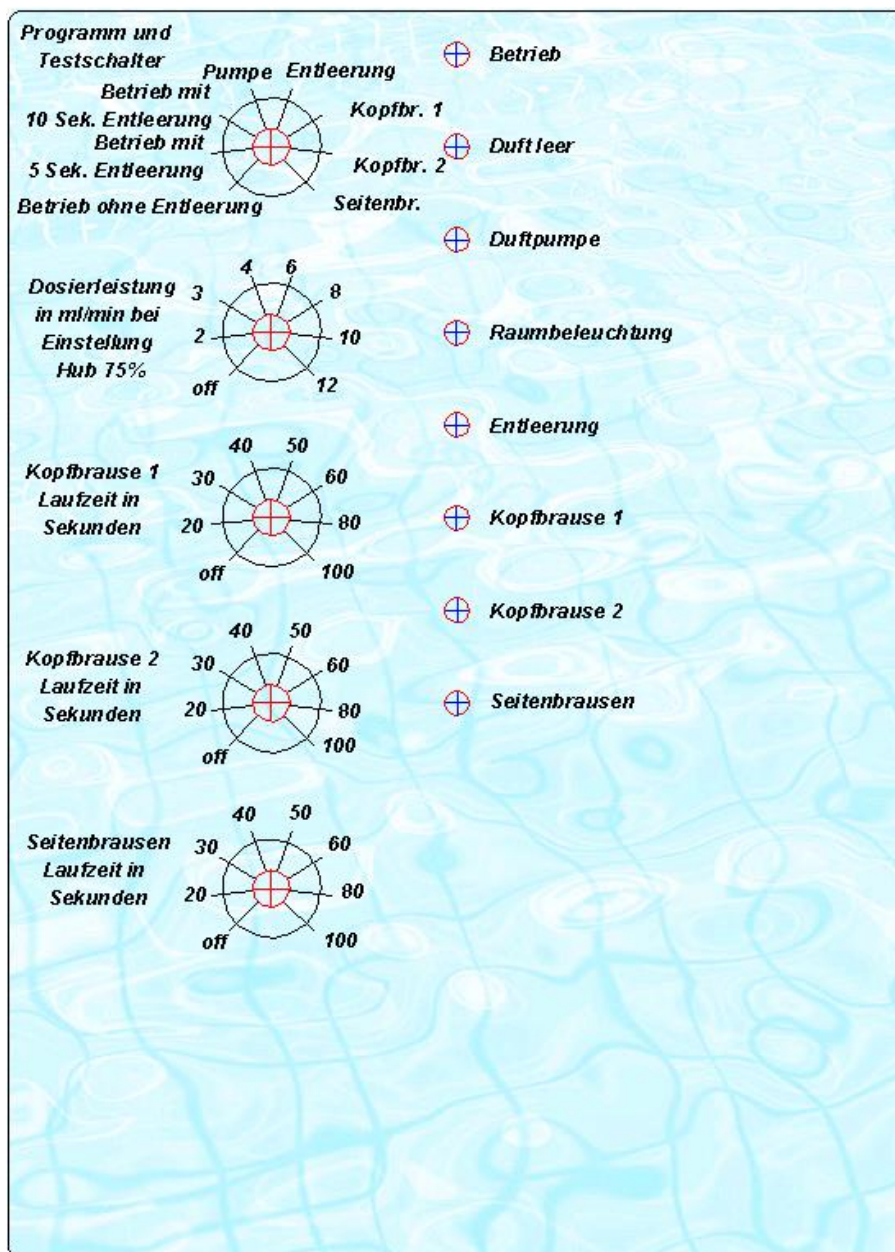 Programm und
Testschalter
Pumpe
Entleerung
Betrieb mit
10 Sek. Entleerung
Kopfbr. 1
Betrieb mit
5 Sek. Entleerung
Kopfbr. 2
Betrieb ohne Entleerung
Seitenbr.
Dosierleistung
in ml/min bei
Einstellung
Hub 75%
off
2
3
4
6
8
10
12
Kopfbrause 1
Laufzeit in
Sekunden
off
20
30
40
50
60
80
100
Kopfbrause 2
Laufzeit in
Sekunden
off
20
30
40
50
60
80
100
Seitenbrausen
Laufzeit in
Sekunden
off
20
30
40
50
60
80
100
Betrieb
Duft leer
Duftpumpe
Raumbeleuchtung
Entleerung
Kopfbrause 1
Kopfbrause 2
Seitenbrausen